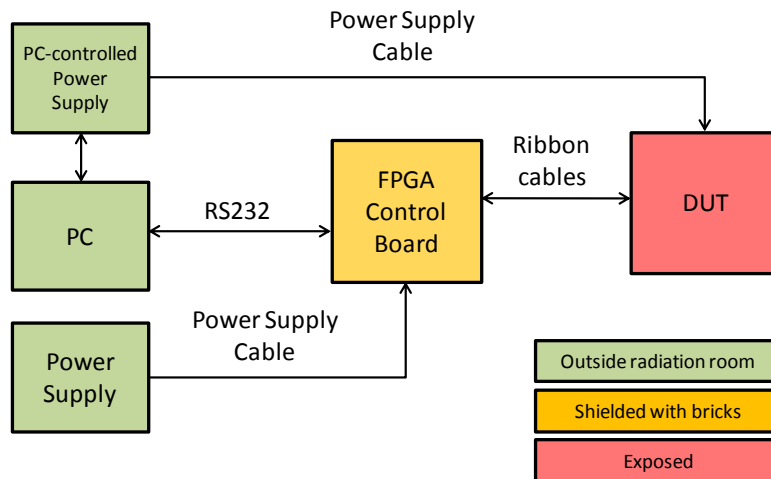 Power Supply
Cable
PC-controlled
Power
Supply
PC
RS232
FPGA
Control
Board
Ribbon
cables
DUT
Power Supply
Cable
Power
Supply
Outside radiation room
Shielded with bricks
Exposed